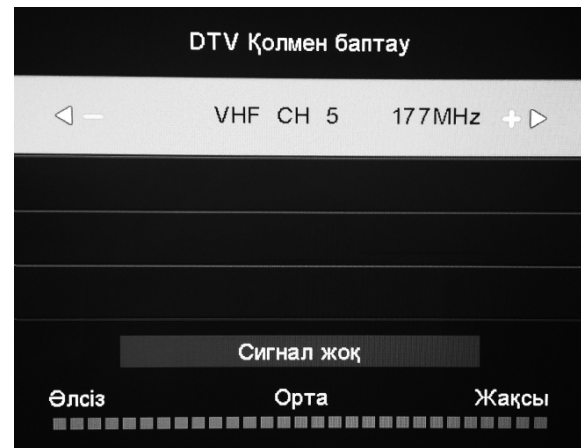 DTV Қолмен баптау
VHF CH 5 177MHz
Сигнал жоқ
Әлсіз Орта Жақсы